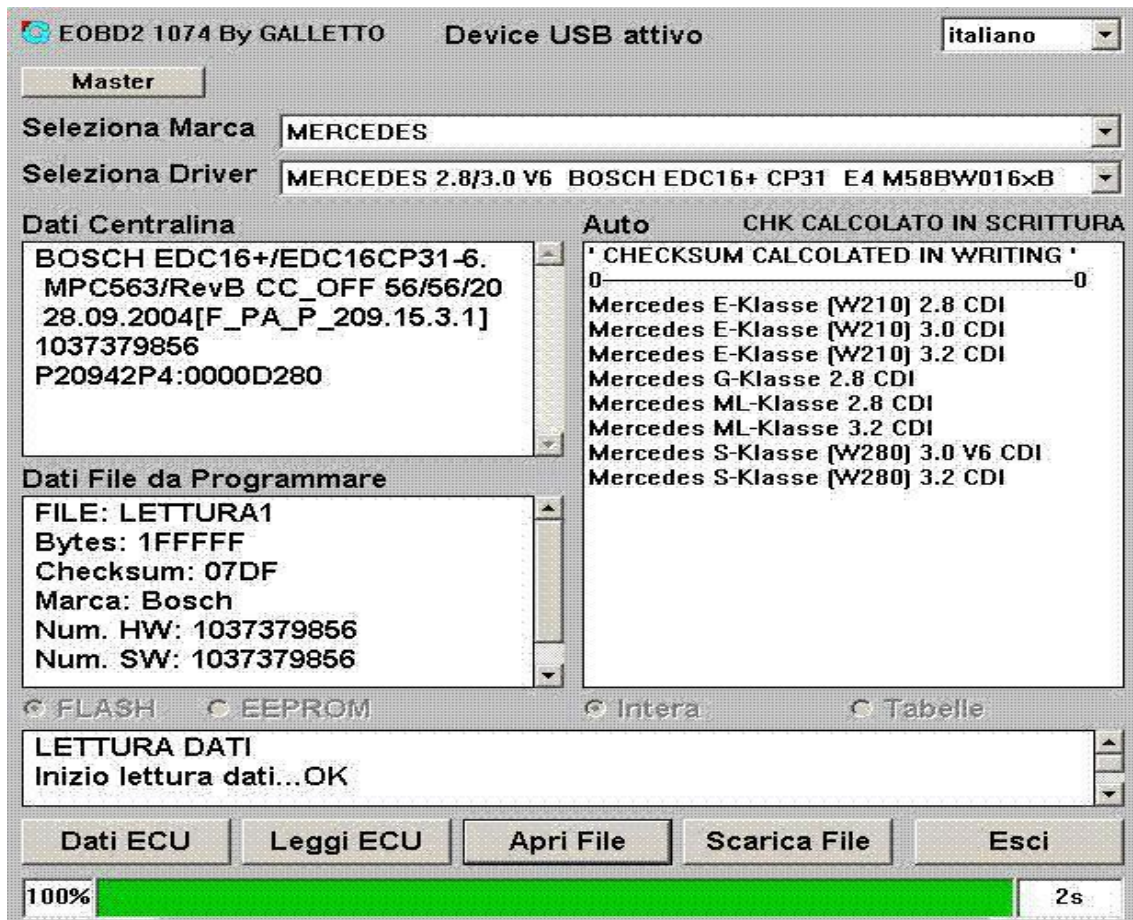 EOBD2 1074 By GALLETTO Device USB attivo italiano
Master
Seleziona Marca MERCEDES
Seleziona Driver MERCEDES 2.8/3.0 V6 BOSCH EDC16+ CP31 E4 M58BW016xB
Dati Centralina
BOSCH EDC16+/EDC16CP31-6.
MPC563/RevB CC_OFF 56/56/20
28.09.2004[F_PA_P_209.15.3.1]
1037379856
P20942P4:0000D280
Auto CHK CALCOLATO IN SCRITTURA
' CHECKSUM CALCULATED IN WRITING '
0--------------------0
Mercedes E-Klasse (W210) 2.8 CDI
Mercedes E-Klasse (W210) 3.0 CDI
Mercedes E-Klasse (W210) 3.2 CDI
Mercedes G-Klasse 2.8 CDI
Mercedes ML-Klasse 2.8 CDI
Mercedes ML-Klasse 3.2 CDI
Mercedes S-Klasse (W280) 3.0 V6 CDI
Mercedes S-Klasse (W280) 3.2 CDI
Dati File da Programmare
FILE: LETTURA1
Bytes: 1FFFFF
Checksum: 07DF
Marca: Bosch
Num. HW: 1037379856
Num. SW: 1037379856
FLASH EEPROM Intera Tabelle
LETTURA DATI
Inizio lettura dati...OK
Dati ECU Leggi ECU Apri File Scarica File Esci
100% 2s